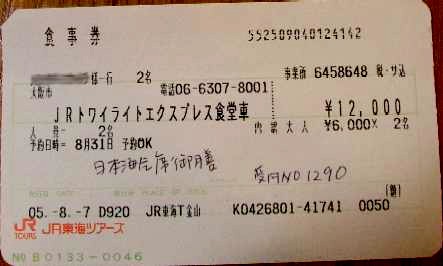 食事券 552509040124142
様一行 2名 事業所 6458648 税・サ込
大阪市 電話06-6307-8001
JRトワイライトエクスプレス食堂車 ¥12,000
人員= 2名 内訳大人 ¥6,000× 2名
予約日時= 8月31日 予約OK
日本海会席御膳 受付NO 1290
05.-8.-7 D920 JR東海T金山 K0426801-41741 0050
JR TOURS JR東海ツアーズ
NO B 0133-0046